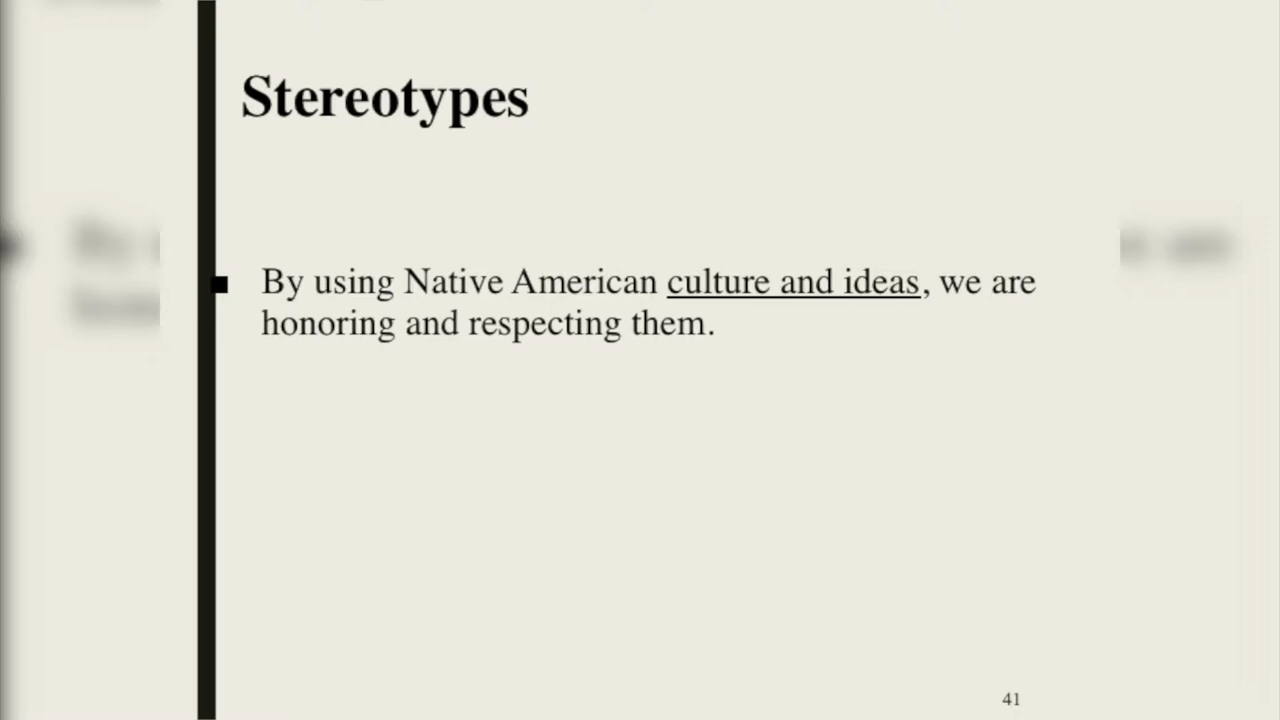 Stereotypes
■ By using Native American culture and ideas, we are
honoring and respecting them.
41